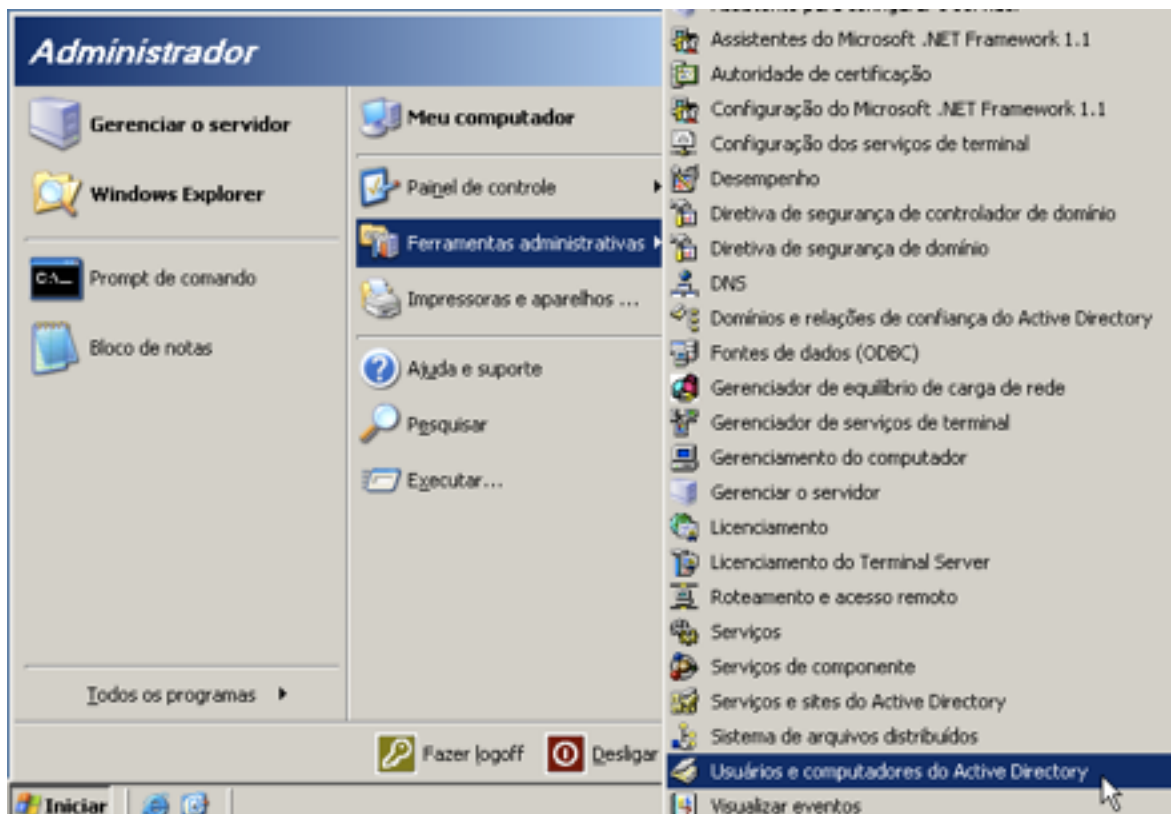 Administrador
Gerenciar o servidor
Windows Explorer
Prompt de comando
Bloco de notas
Todos os programas
Meu computador
Painel de controle
Ferramentas administrativas
Impressoras e aparelhos ...
Ajuda e suporte
Pesquisar
Executar...
Fazer logoff
Desligar
Iniciar
Assistentes do Microsoft .NET Framework 1.1
Autoridade de certificação
Configuração do Microsoft .NET Framework 1.1
Configuração dos serviços de terminal
Desempenho
Diretiva de segurança de controlador de domínio
Diretiva de segurança de domínio
DNS
Domínios e relações de confiança do Active Directory
Fontes de dados (ODBC)
Gerenciador de equilíbrio de carga de rede
Gerenciador de serviços de terminal
Gerenciamento do computador
Gerenciar o servidor
Licenciamento
Licenciamento do Terminal Server
Roteamento e acesso remoto
Serviços
Serviços de componente
Serviços e sites do Active Directory
Sistema de arquivos distribuídos
Usuários e computadores do Active Directory
Visualizar eventos